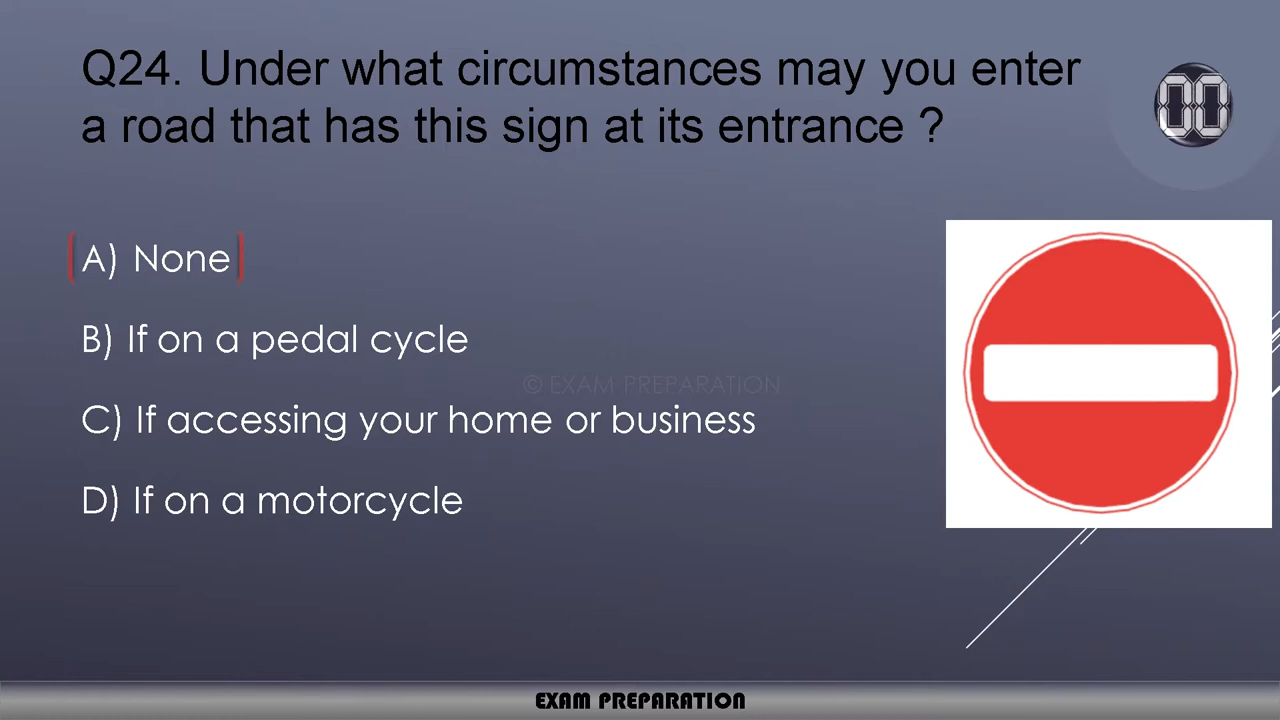 Q24. Under what circumstances may you enter
a road that has this sign at its entrance ?
00
A) None
B) If on a pedal cycle
© EXAM PREPARATION
C) If accessing your home or business
D) If on a motorcycle
EXAM PREPARATION